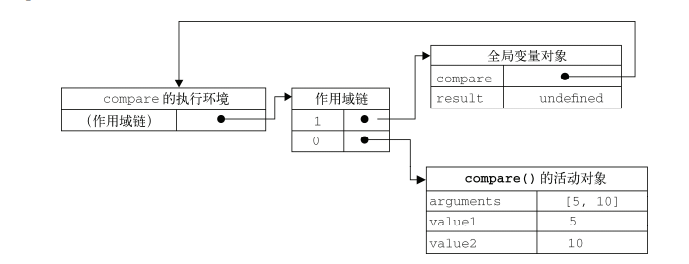 全局变量对象
compare
result undefined
compare 的执行环境
(作用域链)
作用域链
1
0
compare() 的活动对象
arguments [5, 10]
value1 5
value2 10